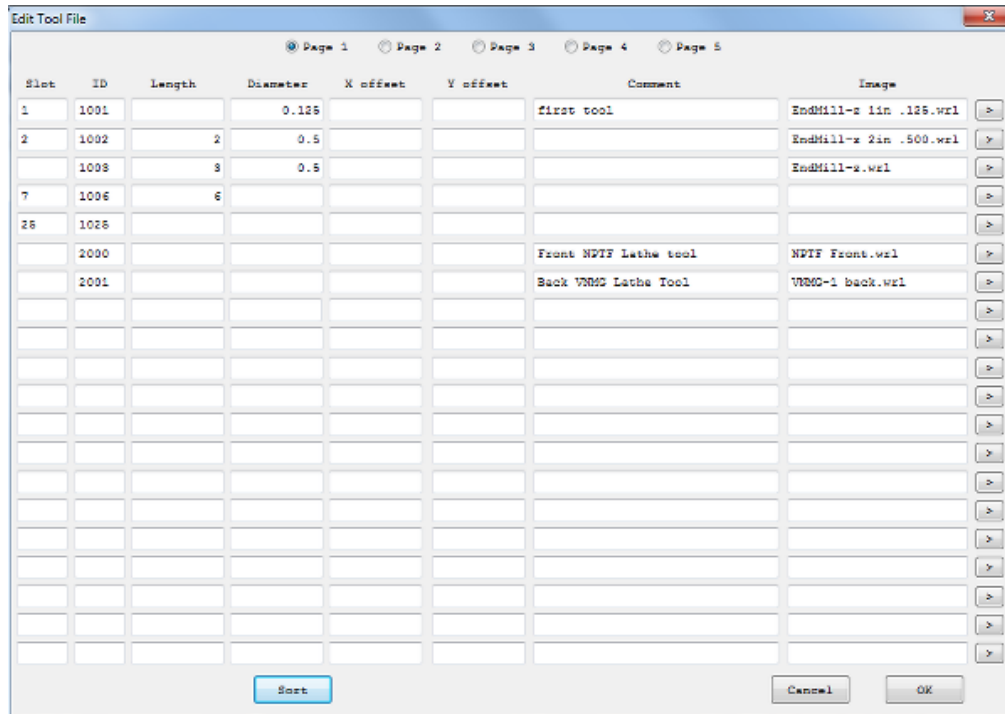 Edit Tool File
Page 1 Page 2 Page 3 Page 4 Page 5
Slot ID Length Diameter X offset Y offset Comment Image
1 1001 0.125 first tool EndMill-z 1in .125.wrl >
2 1002 2 0.5 EndMill-z 2in .500.wrl >
1003 3 0.5 EndMill-z.wrl >
7 1006 6 >
25 1025 >
2000 Front NPTF Lathe tool NPTF Front.wrl >
2001 Back VNMG Lathe Tool VNMG-1 back.wrl >
>
>
>
>
>
>
>
>
>
>
>
>
>
Sort Cancel OK